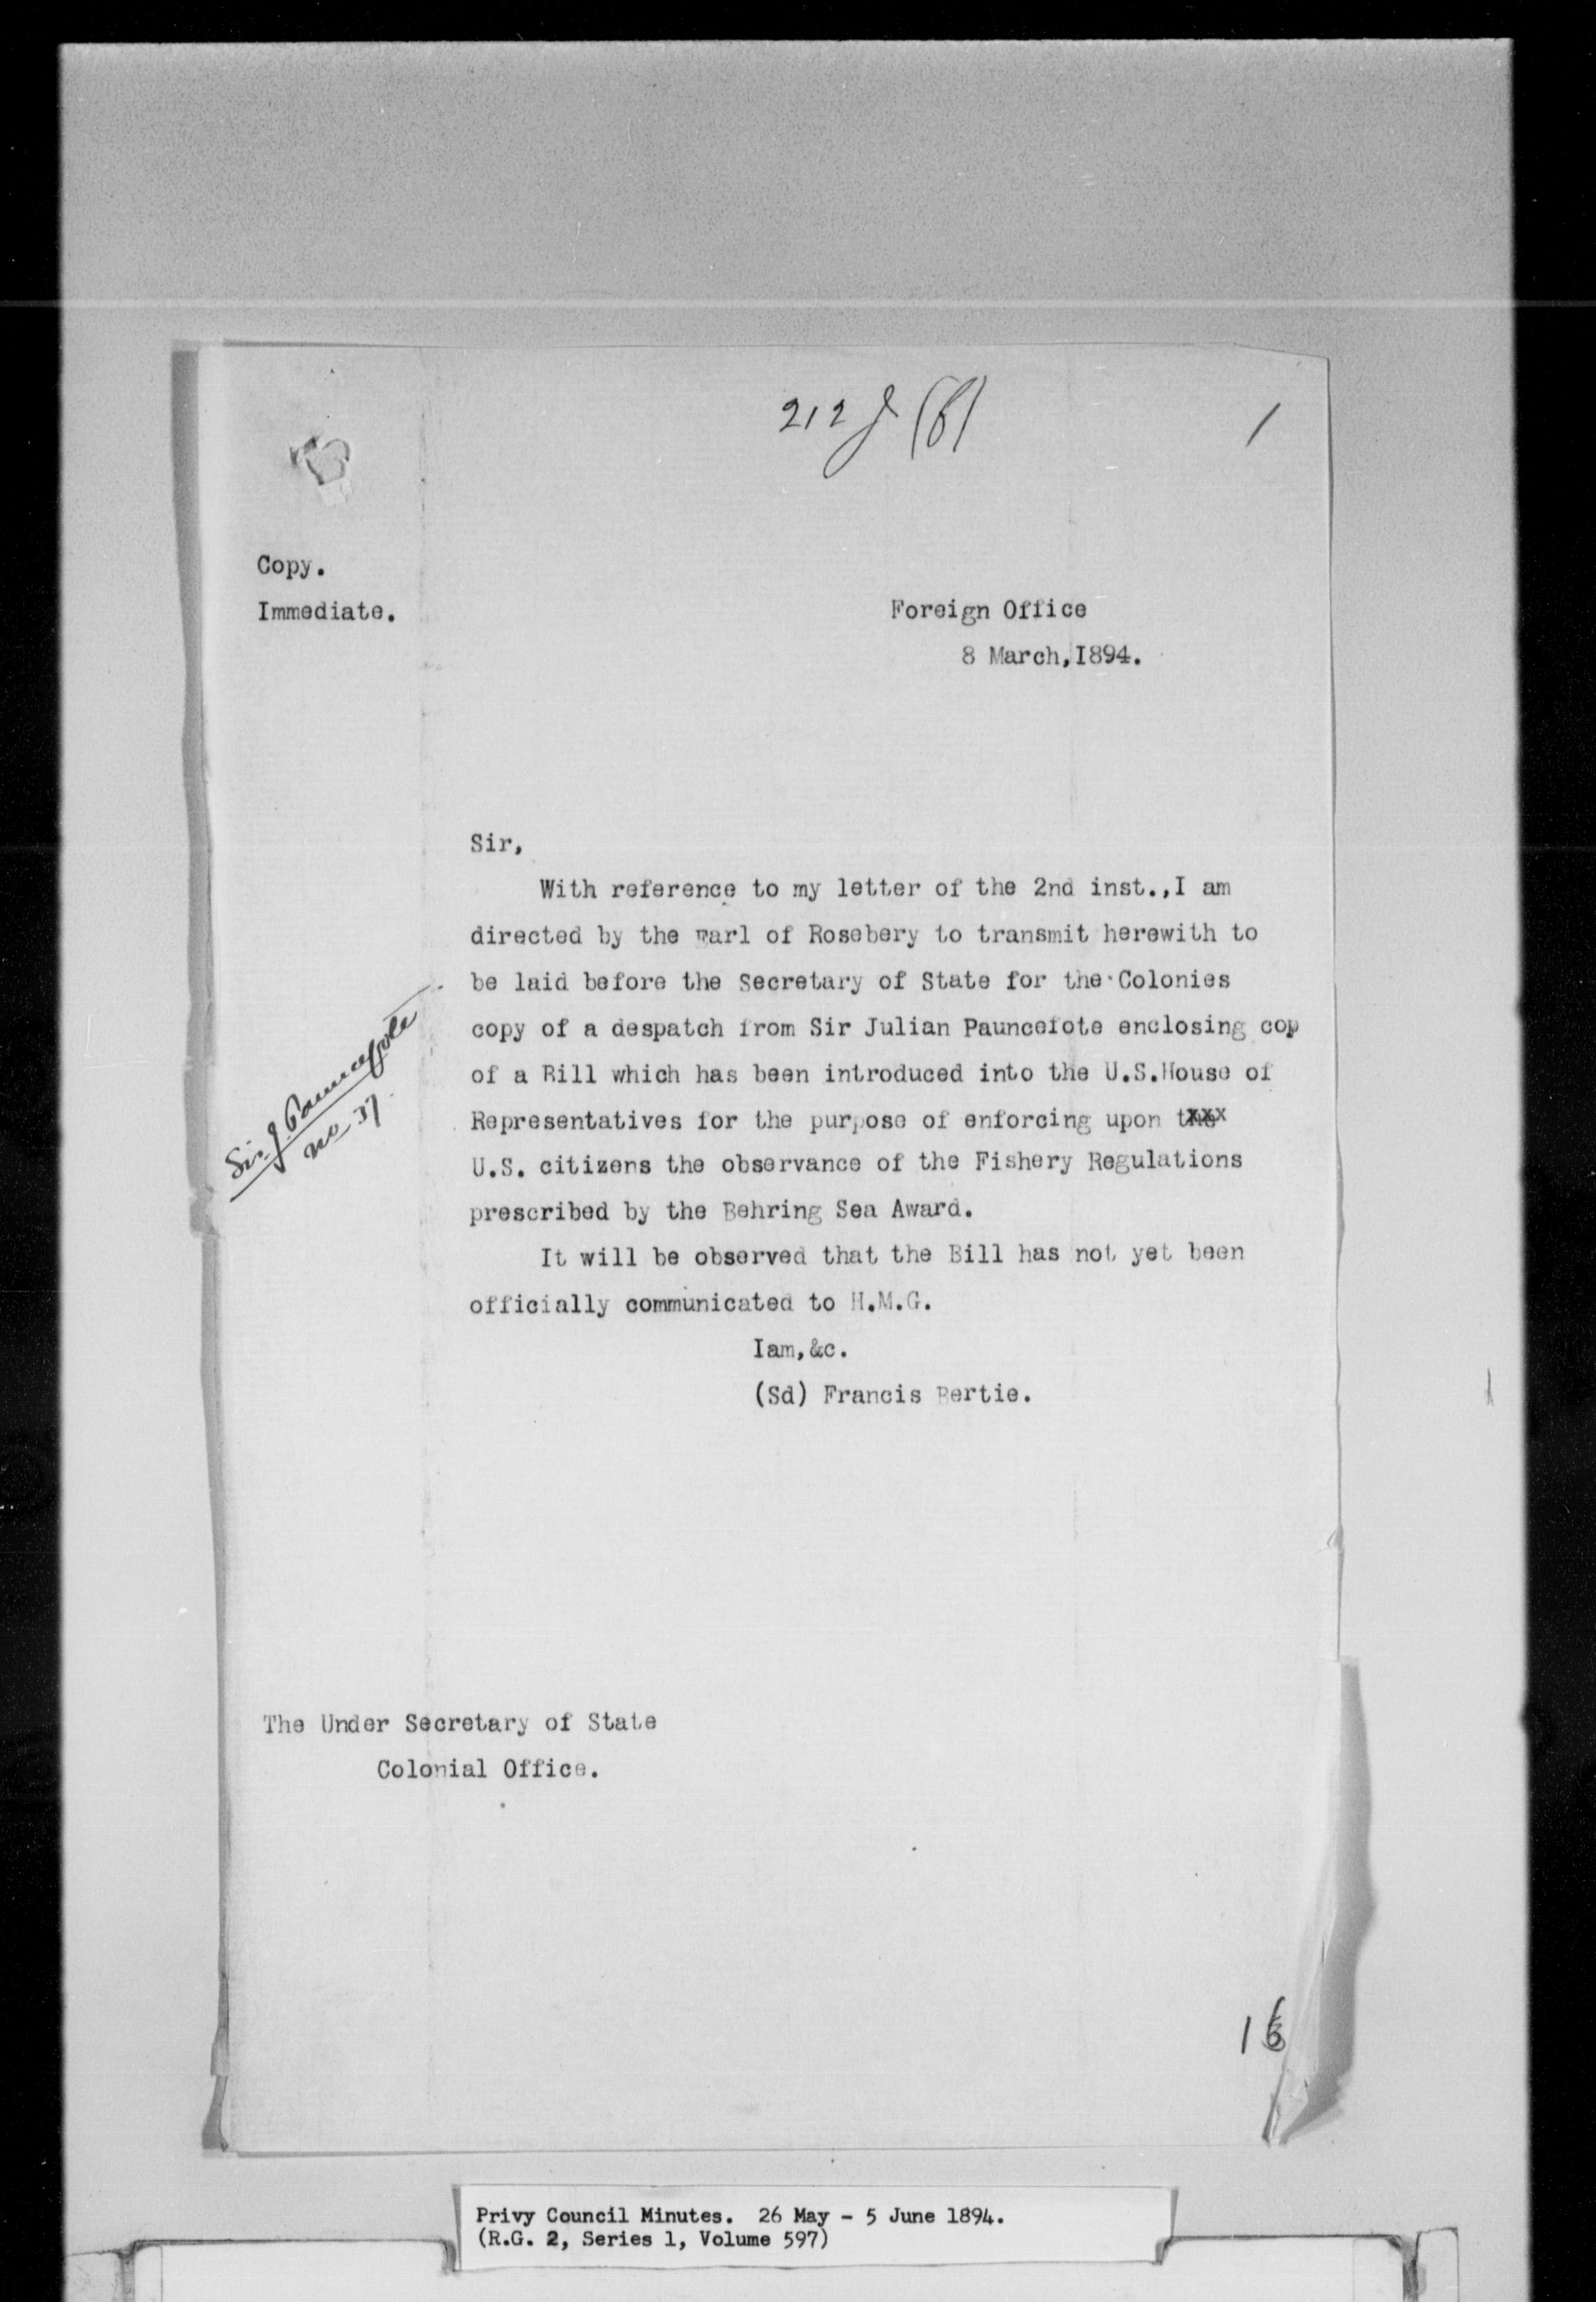 212 J (6)
1
Copy.
Immediate.
Foreign Office
8 March,I894.
Sir,
With reference to my letter of the 2nd inst.,I am
directed by the Earl of Rosebery to transmit herewith to
be laid before the Secretary of State for the Colonies
copy of a despatch from Sir Julian Pauncefote enclosing cop
of a Bill which has been introduced into the U.S.House of
Representatives for the purpose of enforcing upon
U.S. citizens the observance of the Fishery Regulations
prescribed by the Behring Sea Award.
Sir J. Pauncefote
no 37
It will be observed that the Bill has not yet been
officially communicated to H.M.G.
Iam,&c.
(Sd) Francis Bertie.
The Under Secretary of State
Colonial Office.
16
Privy Council Minutes. 26 May - 5 June 1894.
(R.G. 2, Series 1, Volume 597)